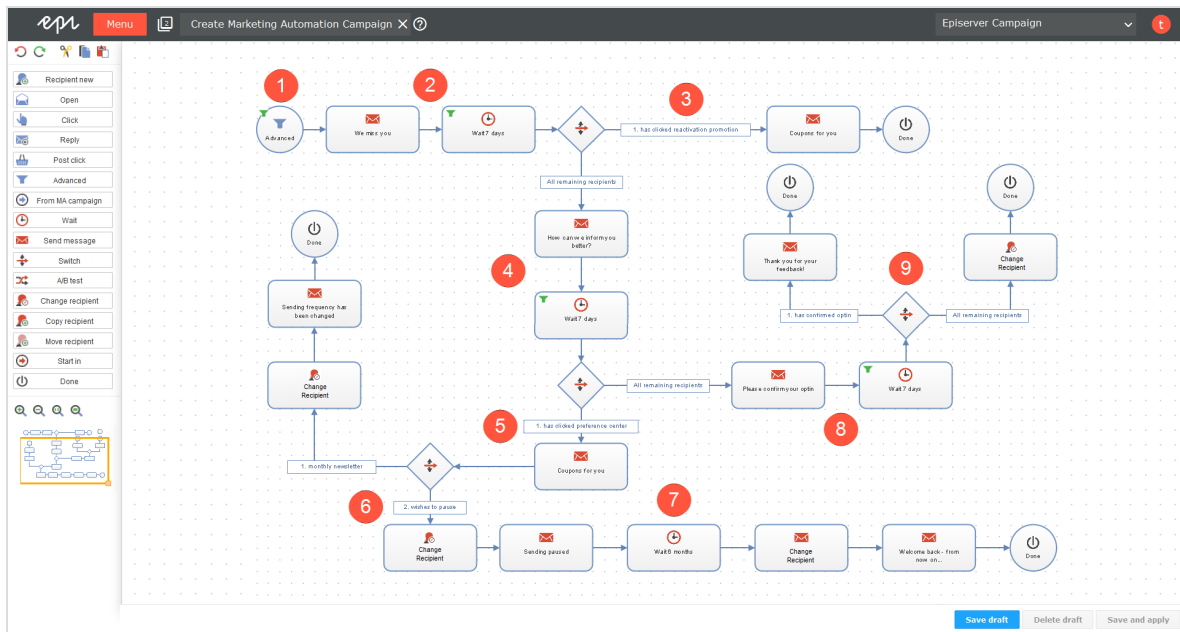 epi
Menu
2
Create Marketing Automation Campaign
Episerver Campaign
t
Recipient new
Open
Click
Reply
Post click
Advanced
From MA campaign
Wait
Send message
Switch
A/B test
Change recipient
Copy recipient
Move recipient
Start in
Done
1
2
3
Advanced
We miss you
Wait 7 days
1. has clicked reactivation promotion
Coupons for you
Done
All remaining recipients
Done
Done
How can we inform you
better?
Thank you for your
feedback!
Change
Recipient
Done
4
9
Sending frequency has
been changed
Wait 7 days
1. has confirmed optin
All remaining recipients
Change
Recipient
All remaining recipients
Please confirm your optin
Wait 7 days
5
1. has clicked preference center
8
1. monthly newsletter
Coupons for you
2. wishes to pause
6
7
Change
Recipient
Sending paused
Wait 6 months
Change
Recipient
Welcome back - from
now on...
Done
Save draft
Delete draft
Save and apply